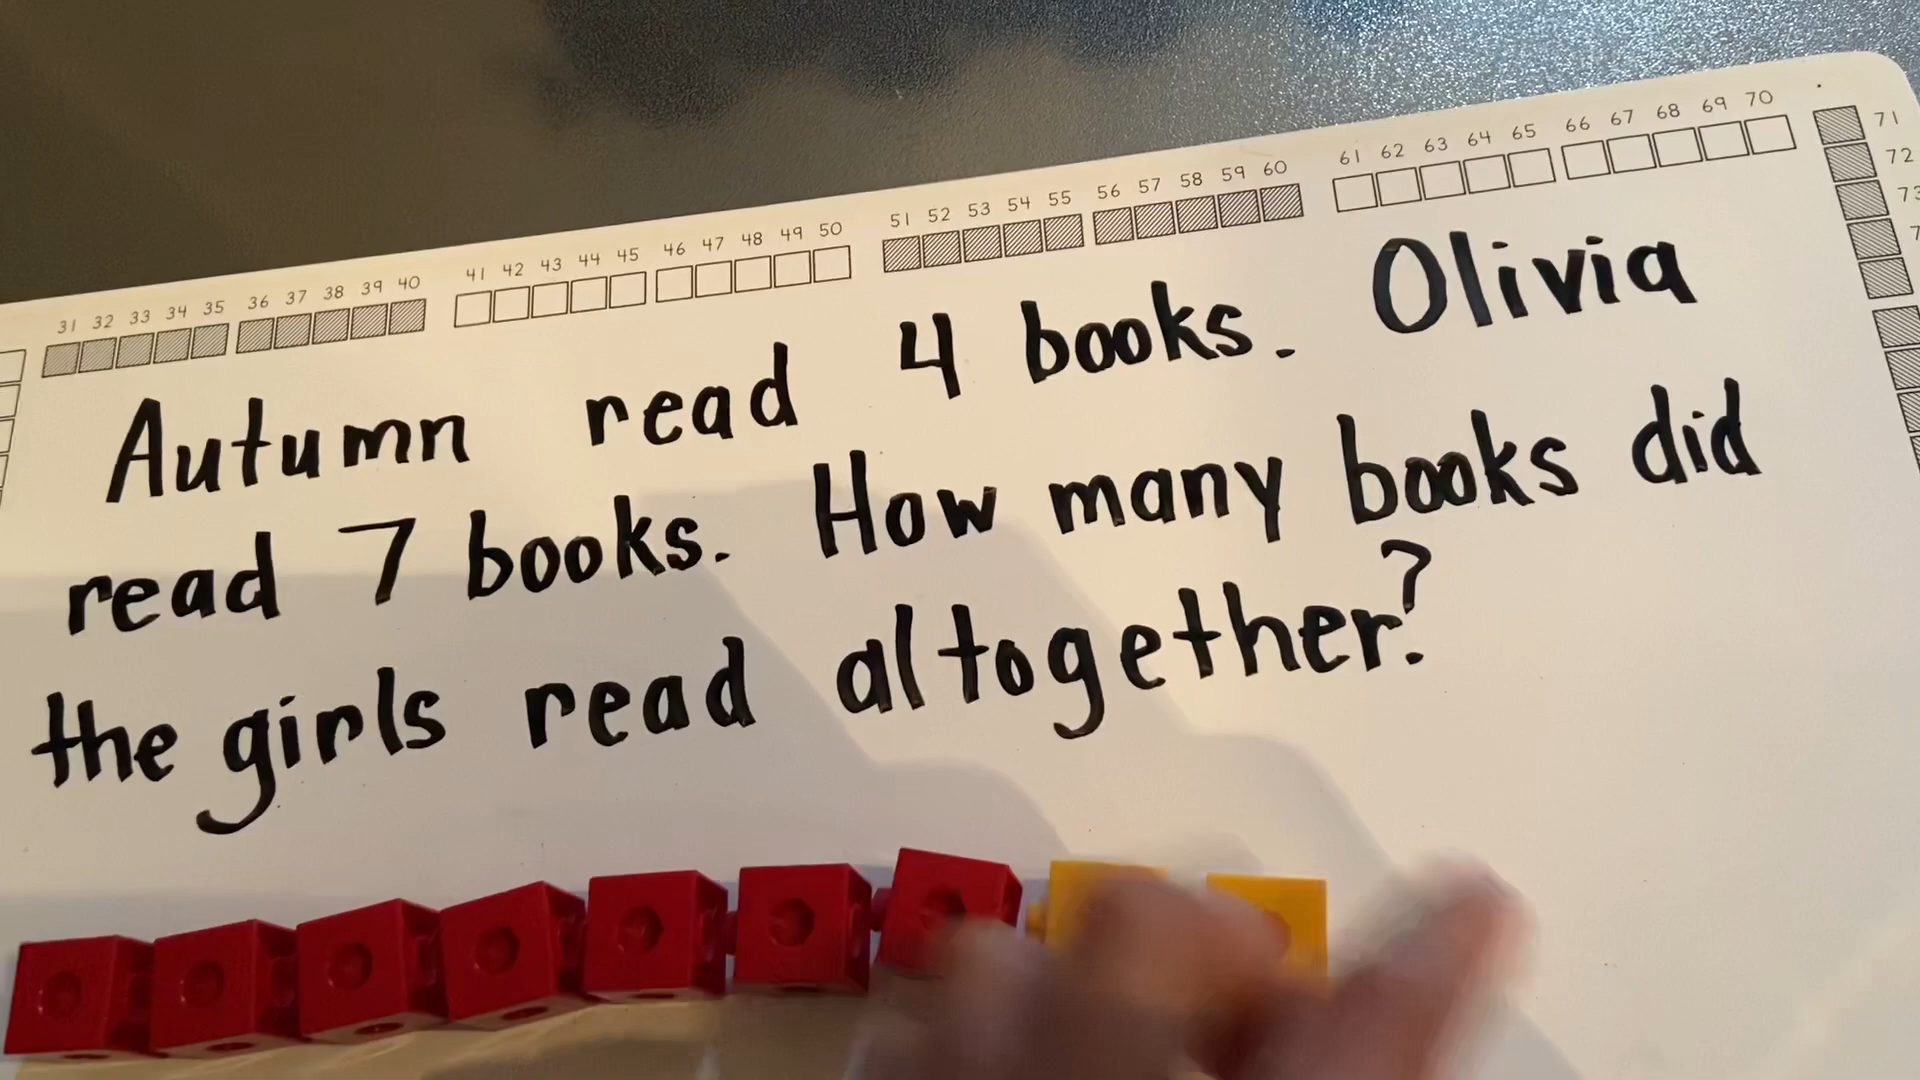 31 32 33 34 35 36 37 38 39 40 41 42 43 44 45 46 47 48 49 50 51 52 53 54 55 56 57 58 59 60 61 62 63 64 65 66 67 68 69 70
71
72
Autumn read 4 books. Olivia
read 7 books. How many books did
the girls read altogether?